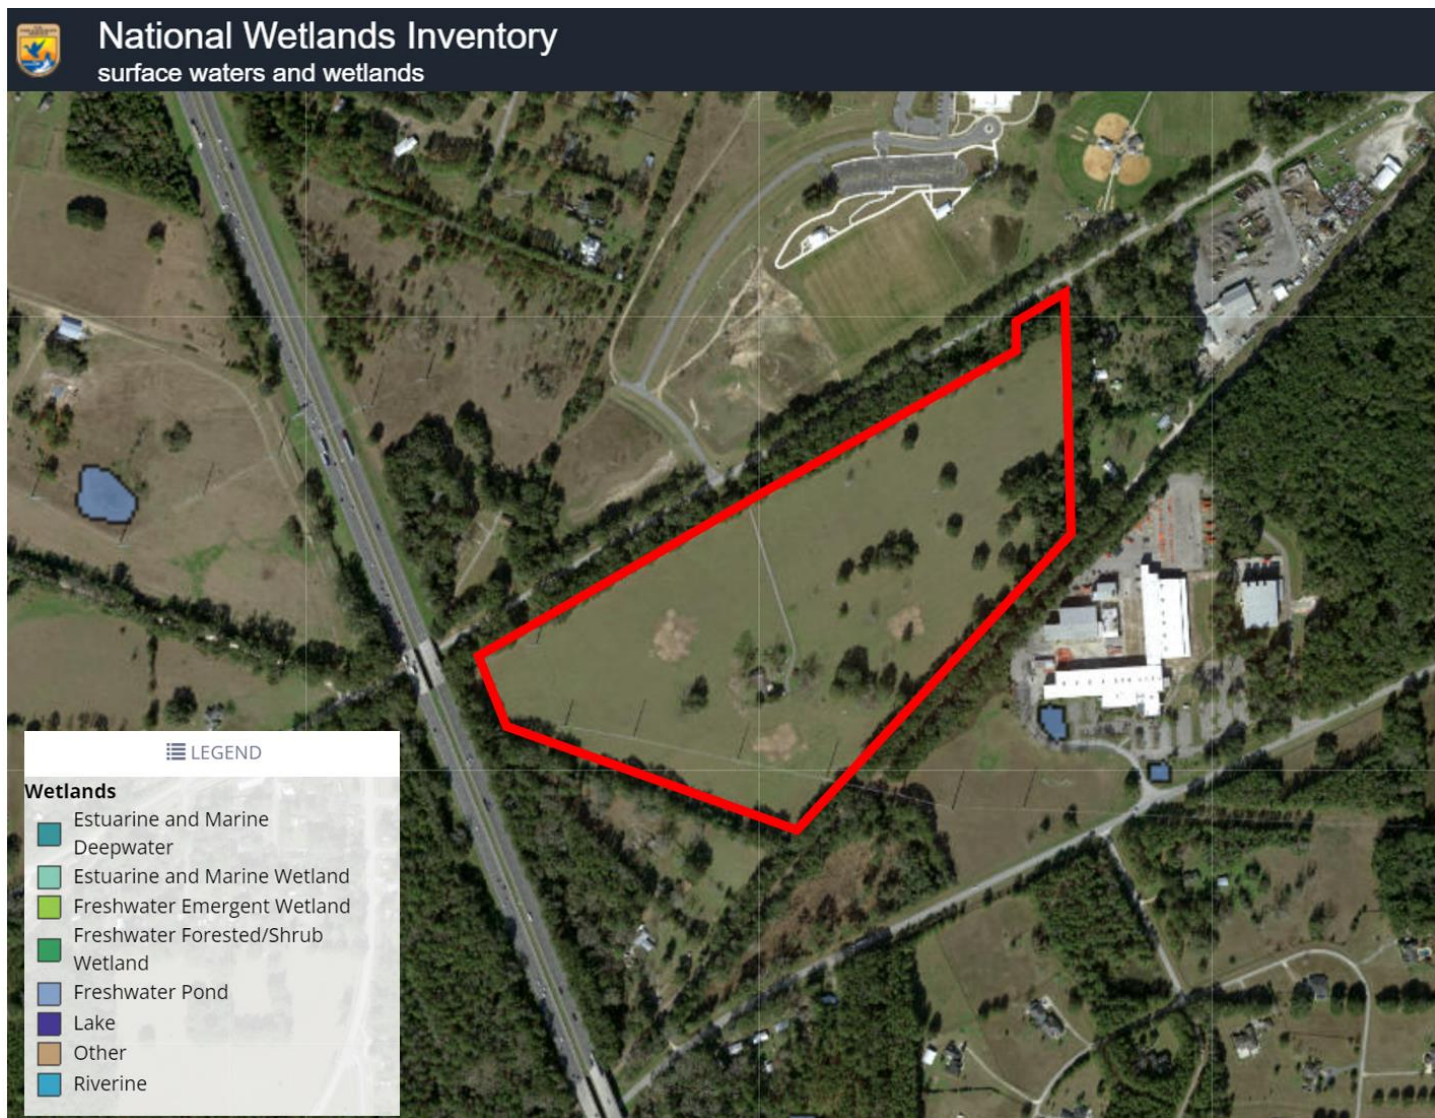 National Wetlands Inventory
surface waters and wetlands
LEGEND
Wetlands
Estuarine and Marine
Deepwater
Estuarine and Marine Wetland
Freshwater Emergent Wetland
Freshwater Forested/Shrub
Wetland
Freshwater Pond
Lake
Other
Riverine